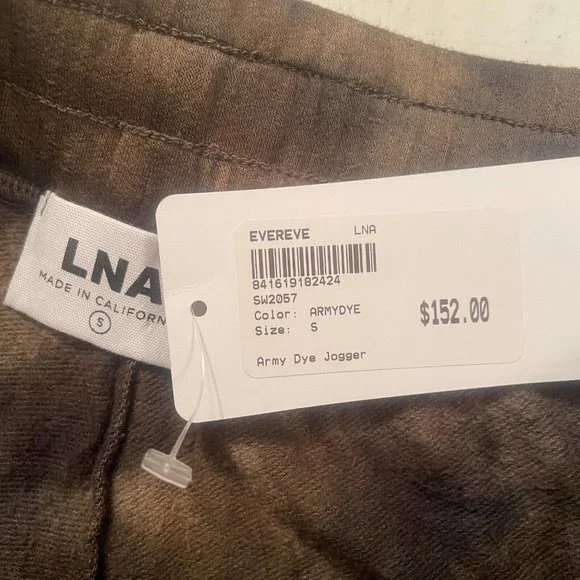 LNA
MADE IN CALIFORN
S
EVEREVE LNA
841619182424
SW2057
Color: ARMYDYE
Size: S
$152.00
Army Dye Jogger